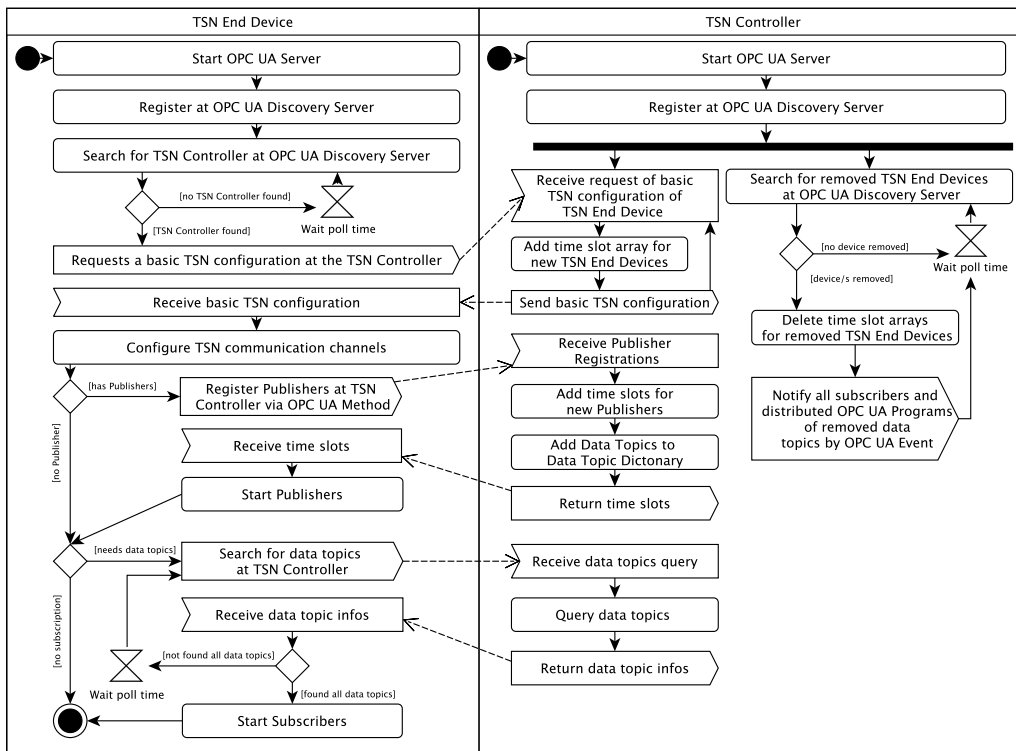 TSN End Device
Start OPC UA Server
Register at OPC UA Discovery Server
Search for TSN Controller at OPC UA Discovery Server
[no TSN Controller found]
Wait poll time
[TSN Controller found]
Requests a basic TSN configuration at the TSN Controller
Receive basic TSN configuration
Configure TSN communication channels
[has Publishers]
Register Publishers at TSN
Controller via OPC UA Method
[no Publisher]
Receive time slots
Start Publishers
[needs data topics]
Search for data topics
at TSN Controller
[no subscription]
Receive data topic infos
[not found all data topics]
Wait poll time
[found all data topics]
Start Subscribers
TSN Controller
Start OPC UA Server
Register at OPC UA Discovery Server
Receive request of basic
TSN configuration of
TSN End Device
Add time slot array for
new TSN End Devices
Send basic TSN configuration
Receive Publisher
Registrations
Add time slots for
new Publishers
Add Data Topics to
Data Topic Dictonary
Return time slots
Receive data topics query
Query data topics
Return data topic infos
Search for removed TSN End Devices
at OPC UA Discovery Server
[no device removed]
Wait poll time
[device/s removed]
Delete time slot arrays
for removed TSN End Devices
Notify all subscribers and
distributed OPC UA Programs
of removed data
topics by OPC UA Event